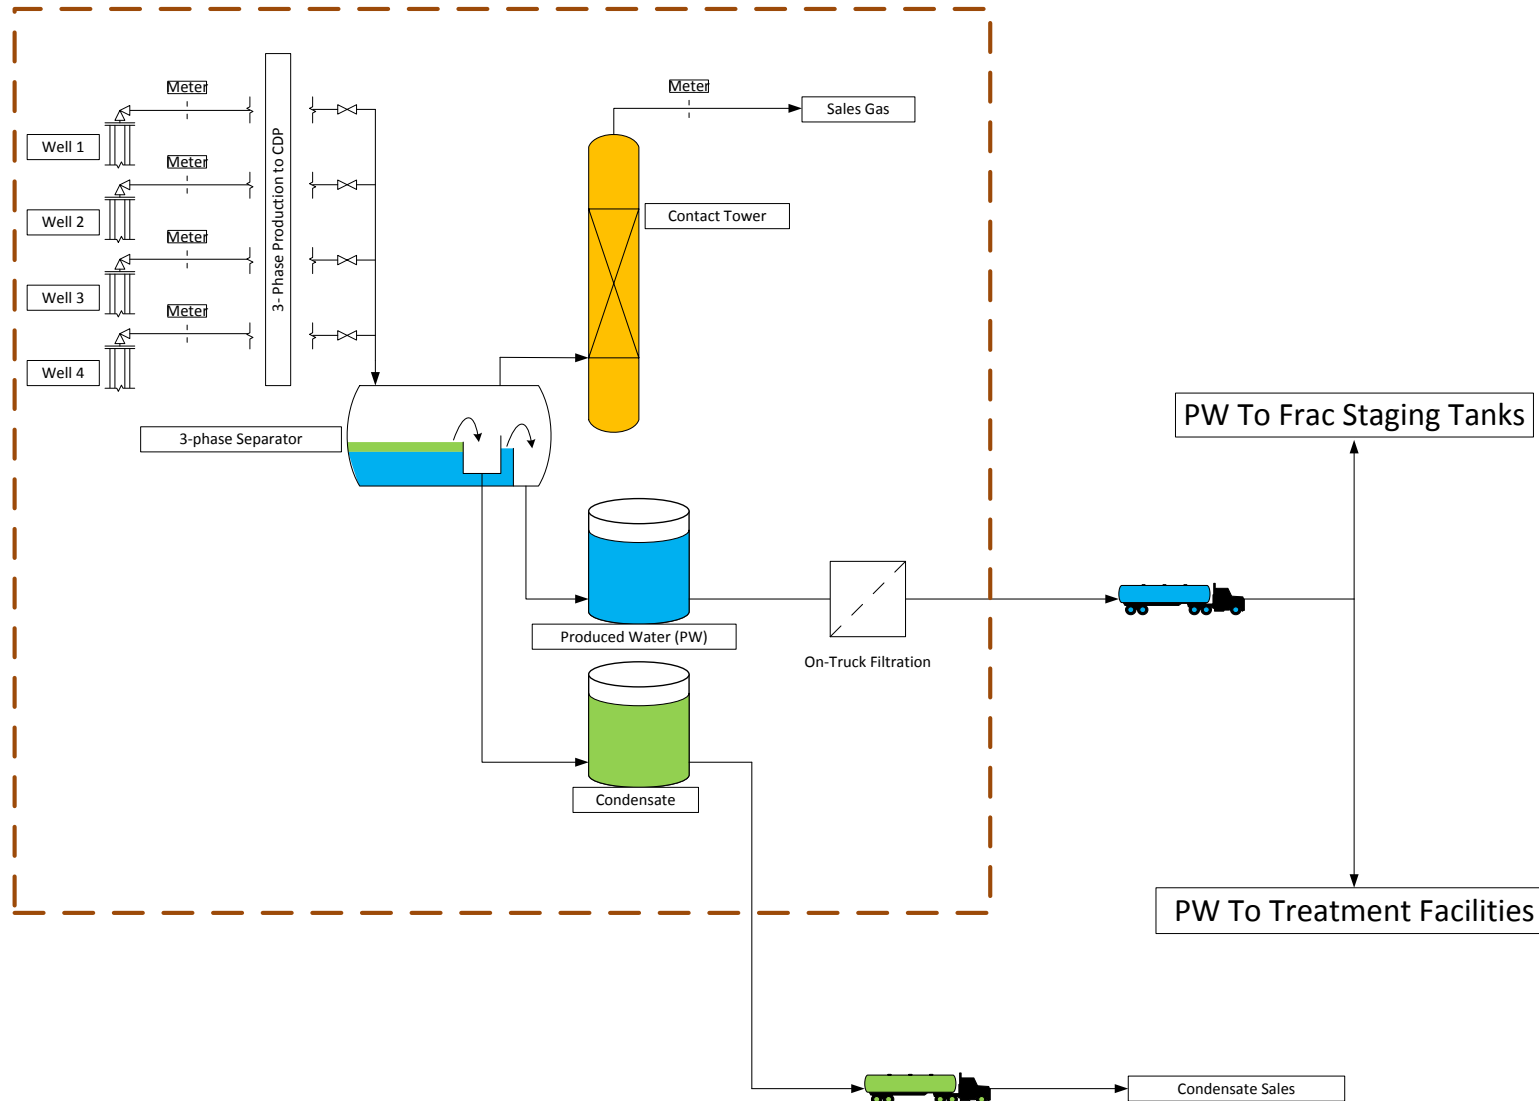 Meter
Well 1
Meter
Well 2
Meter
Well 3
Meter
Well 4
3- Phase Production to CDP
Meter
Sales Gas
Contact Tower
3-phase Separator
PW To Frac Staging Tanks
Produced Water (PW)
On-Truck Filtration
Condensate
PW To Treatment Facilities
Condensate Sales